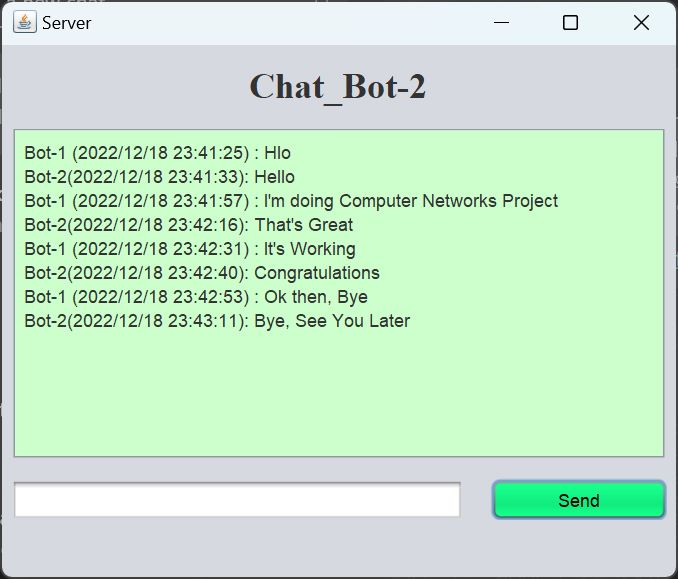 Server
Chat_Bot-2
Bot-1 (2022/12/18 23:41:25) : Hlo
Bot-2(2022/12/18 23:41:33): Hello
Bot-1 (2022/12/18 23:41:57) : I'm doing Computer Networks Project
Bot-2(2022/12/18 23:42:16): That's Great
Bot-1 (2022/12/18 23:42:31) : It's Working
Bot-2(2022/12/18 23:42:40): Congratulations
Bot-1 (2022/12/18 23:42:53) : Ok then, Bye
Bot-2(2022/12/18 23:43:11): Bye, See You Later
Send